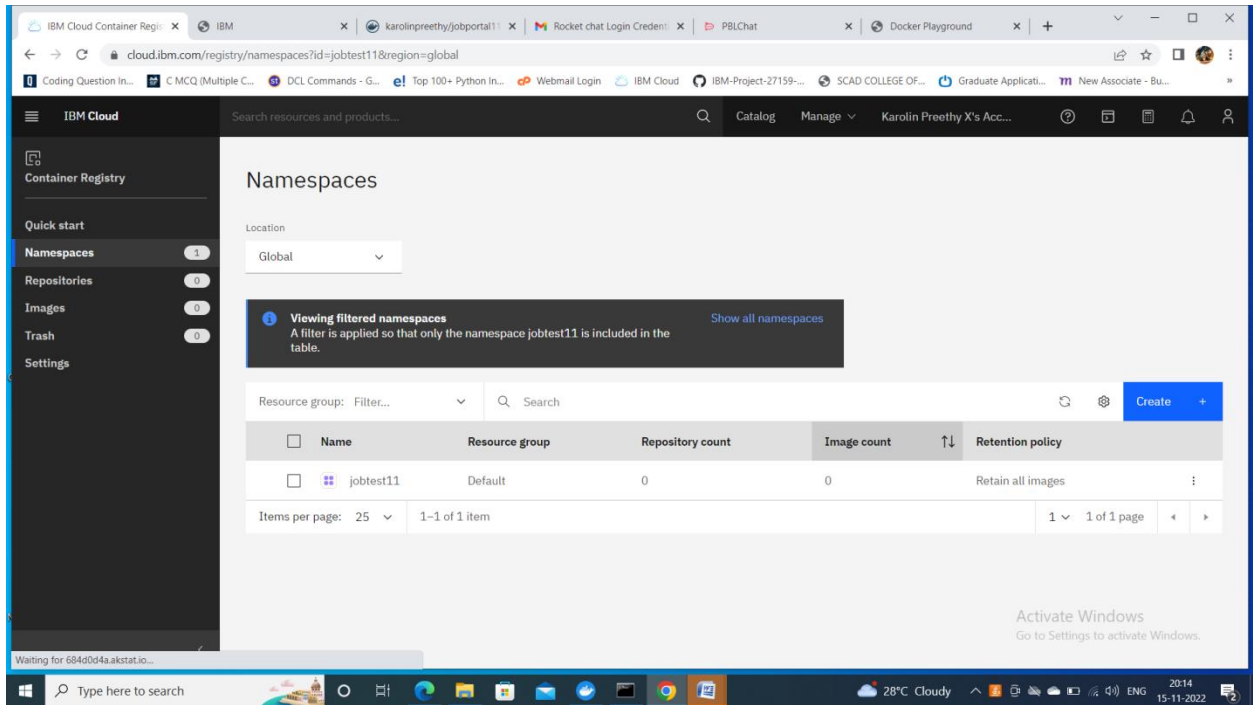 IBM Cloud Container Regis
IBM
karolinpreethy/jobportal11
Rocket chat Login Credenti
PBLChat
Docker Playground
cloud.ibm.com/registry/namespaces?id=jobtest11&region=global
Coding Question In...
C MCQ (Multiple C...
DCL Commands - G...
Top 100+ Python In...
Webmail Login
IBM Cloud
IBM-Project-27159-...
SCAD COLLEGE OF...
Graduate Applicati...
New Associate - Bu...
IBM Cloud
Search resources and products...
Catalog
Manage
Karolin Preethy X's Acc...
Container Registry
Quick start
Namespaces 1
Repositories 0
Images 0
Trash 0
Settings
Namespaces
Location
Global
Viewing filtered namespaces
Show all namespaces
A filter is applied so that only the namespace jobtest11 is included in the
table.
Resource group: Filter...
Search
Create +
Name Resource group Repository count Image count Retention policy
jobtest11 Default 0 0 Retain all images
Items per page: 25
1–1 of 1 item
1
1 of 1 page
Activate Windows
Go to Settings to activate Windows.
Waiting for 684d0d4a.akstat.io...
Type here to search
28°C Cloudy
ENG
20:14
15-11-2022
2